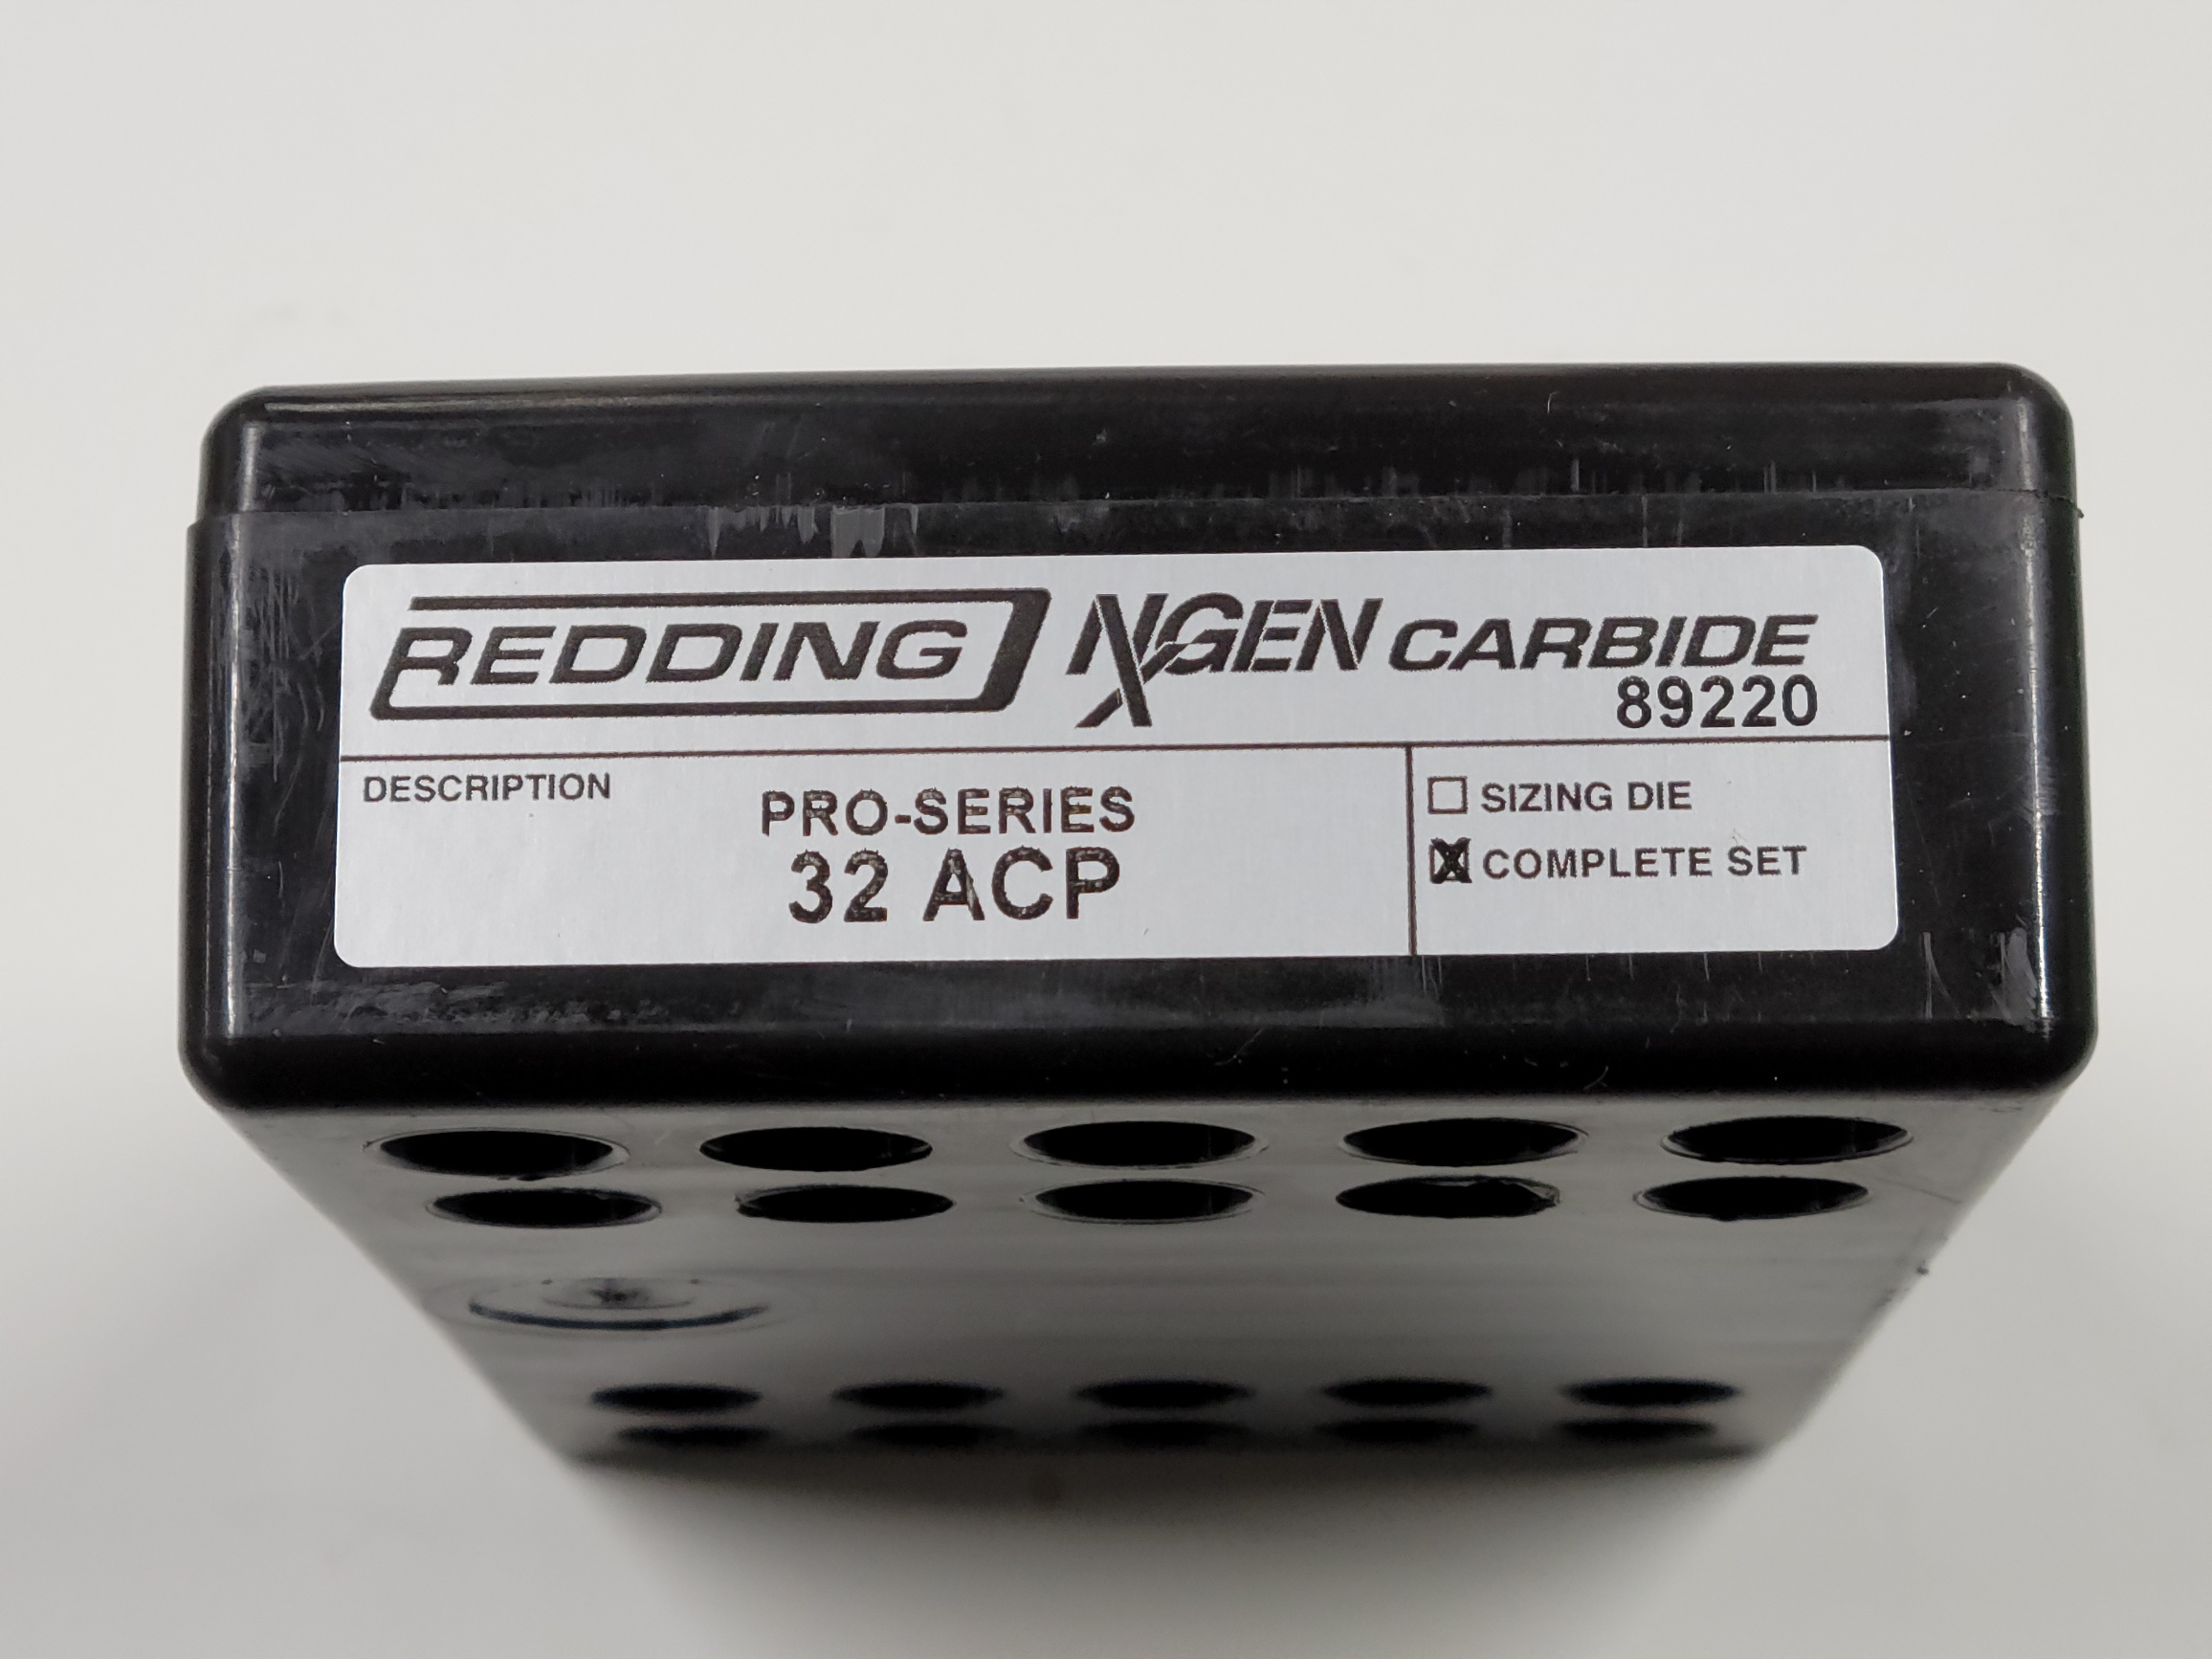 REDDING NXGEN CARBIDE
89220
DESCRIPTION
PRO-SERIES
32 ACP
SIZING DIE
COMPLETE SET